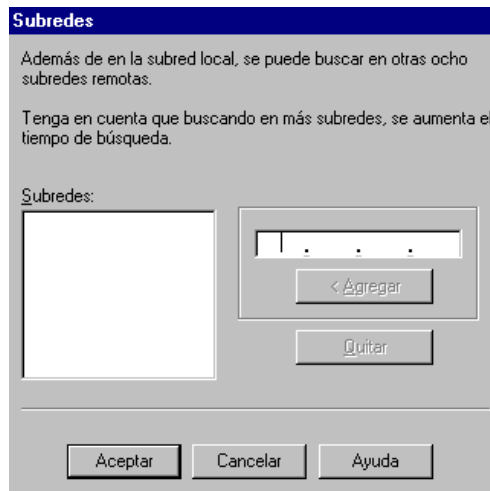 Subredes
Además de en la subred local, se puede buscar en otras ocho
subredes remotas.
Tenga en cuenta que buscando en más subredes, se aumenta el
tiempo de búsqueda.
Subredes:
. . .
< Agregar
Quitar
Aceptar Cancelar Ayuda